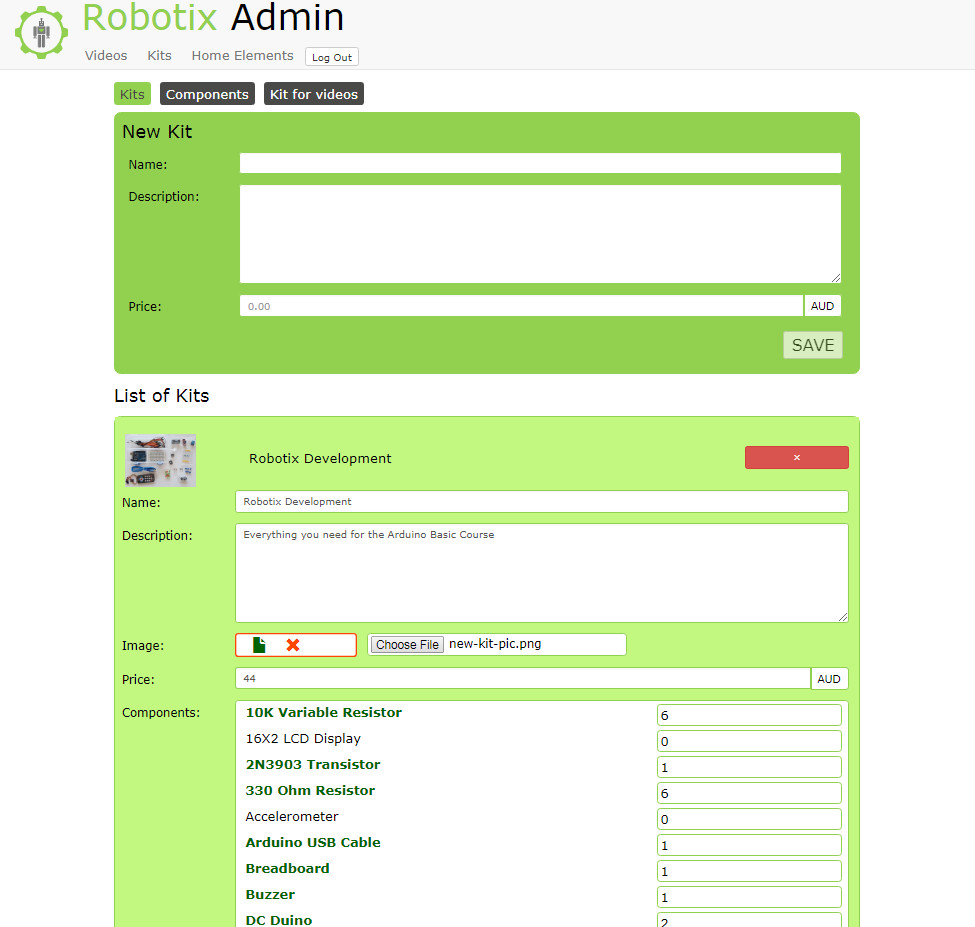 Robotix Admin
Videos Kits Home Elements Log Out
Kits Components Kit for videos
New Kit
Name:
Description:
Price: 0.00 AUD
SAVE
List of Kits
Robotix Development ×
Name: Robotix Development
Description: Everything you need for the Arduino Basic Course
Image: Choose File new-kit-pic.png
Price: 44 AUD
Components: 10K Variable Resistor 6
16X2 LCD Display 0
2N3903 Transistor 1
330 Ohm Resistor 6
Accelerometer 0
Arduino USB Cable 1
Breadboard 1
Buzzer 1
DC Duino 2